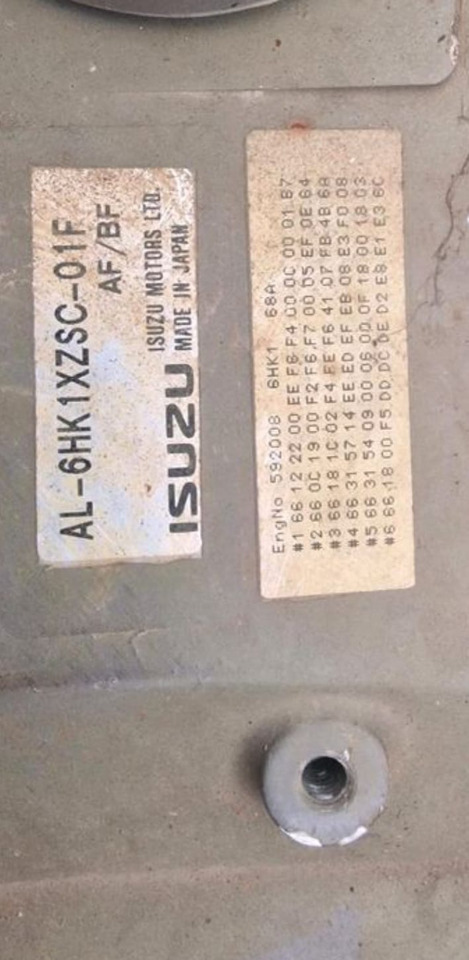 AL-6HK1XZSC-01F
AF/BF
ISUZU
ISUZU MOTORS LTD.
MADE IN JAPAN
EngNo 592008 6HK1 68A
#1 66 12 22 00 EE F6 F4 00 0C 00 01 B7
#2 66 0C 19 00 F2 F6 F7 00 05 EF 0E 64
#3 66 18 1C 02 F4 EE F6 41 07 FB 4B 6A
#4 66 31 57 14 EE ED EF EB 08 E3 F0 08
#5 66 31 54 09 00 06 00 0F 18 00 18 03
#6 66 18 00 F5 DD DC DE D2 E8 E1 E3 6C